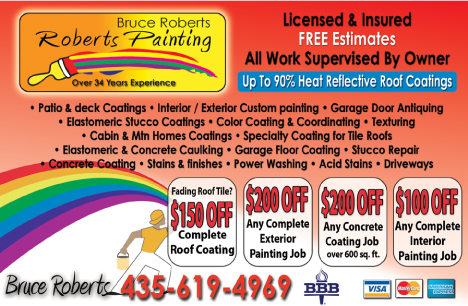 Bruce Roberts
Roberts Painting
Over 34 Years Experience
Licensed & Insured
FREE Estimates
All Work Supervised By Owner
Up To 90% Heat Reflective Roof Coatings
• Patio & deck Coatings • Interior / Exterior Custom painting • Garage Door Antiquing
• Elastomeric Stucco Coatings • Color Coating & Coordinating • Texturing
• Cabin & Mtn Homes Coatings • Specialty Coating for Tile Roofs
• Elastomeric & Concrete Caulking • Garage Floor Coating • Stucco Repair
• Concrete Coating • Stains & finishes • Power Washing • Acid Stains • Driveways
Fading Roof Tile?
$150 OFF
Complete
Roof Coating
$200 OFF
Any Complete
Exterior
Painting Job
$200 OFF
Any Concrete
Coating Job
over 600 sq. ft.
$100 OFF
Any Complete
Interior
Painting Job
Bruce Roberts 435-619-4969
BBB
VISA
MasterCard